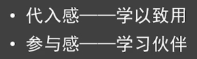 • 代入感——学以致用
• 参与感——学习伙伴